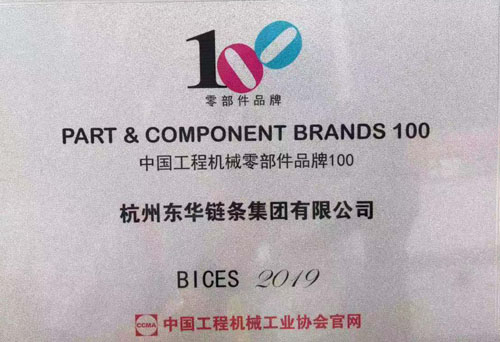 100
零部件品牌
PART & COMPONENT BRANDS 100
中国工程机械零部件品牌100
杭州东华链条集团有限公司
BICES 2019
CCMA 中国工程机械工业协会官网